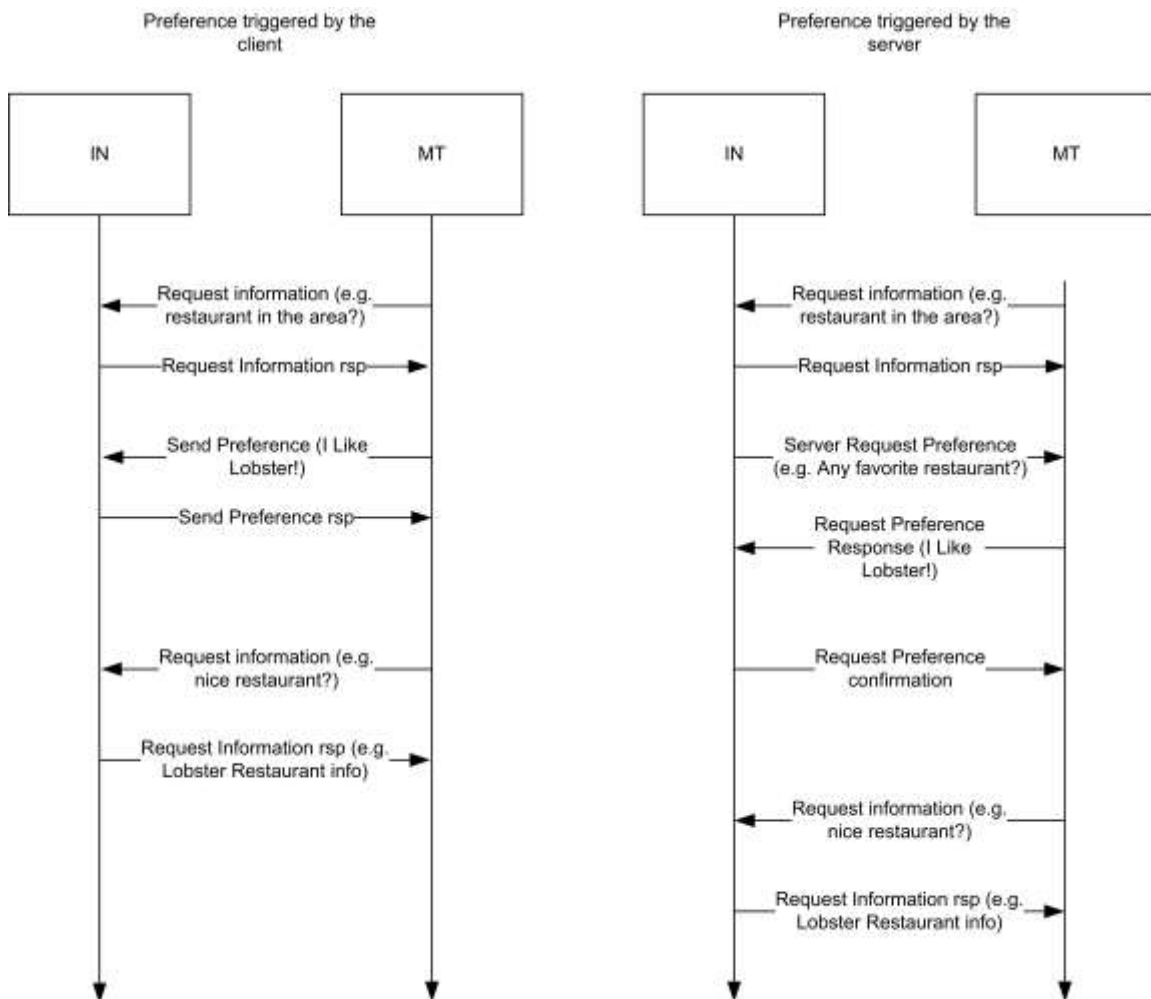 Preference triggered by the
client
IN
MT
Request information (e.g.
restaurant in the area?)
Request Information rsp
Send Preference (I Like
Lobster!)
Send Preference rsp
Request information (e.g.
nice restaurant?)
Request Information rsp (e.g.
Lobster Restaurant info)
Preference triggered by the
server
IN
MT
Request information (e.g.
restaurant in the area?)
Request Information rsp
Server Request Preference
(e.g. Any favorite restaurant?)
Request Preference
Response (I Like
Lobster!)
Request Preference
confirmation
Request information (e.g.
nice restaurant?)
Request Information rsp (e.g.
Lobster Restaurant info)